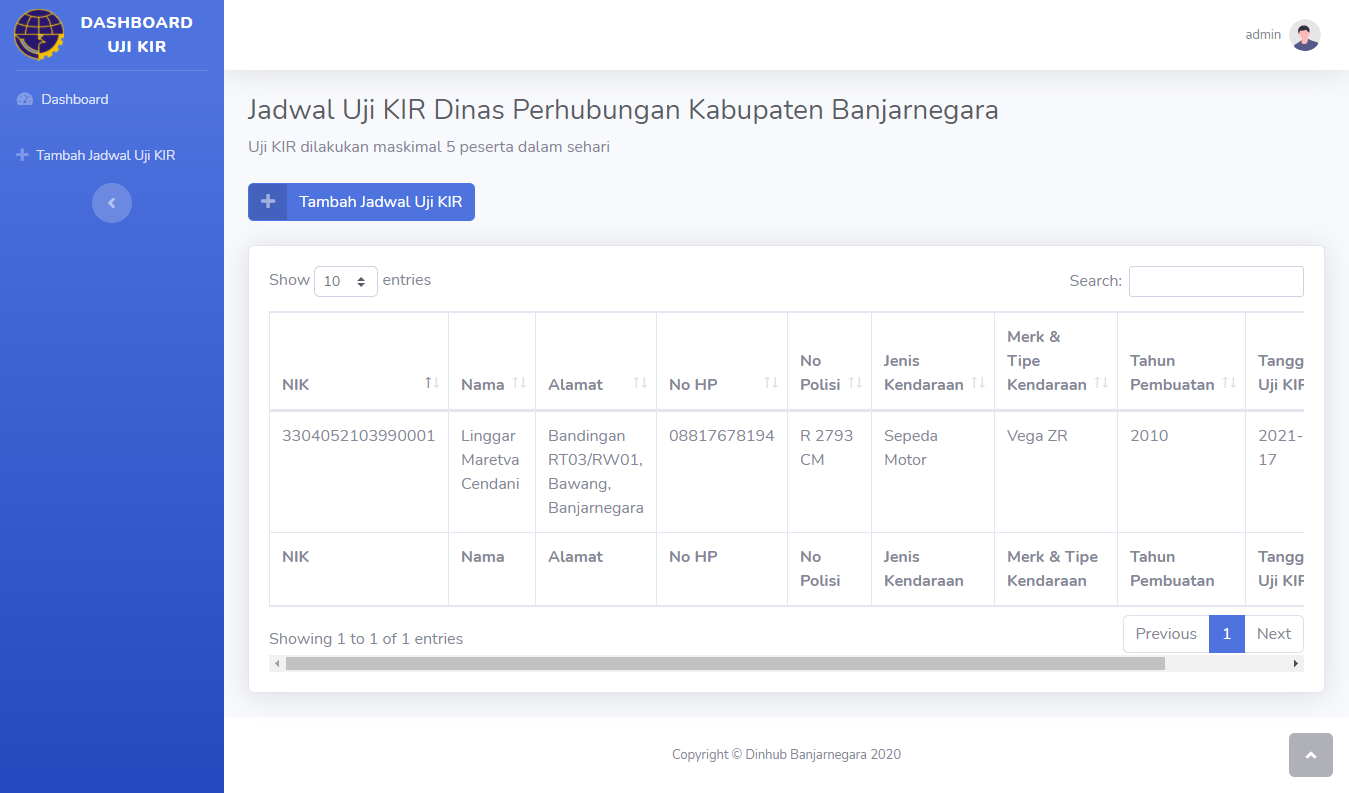 DASHBOARD
UJI KIR
admin
Dashboard
Tambah Jadwal Uji KIR
Jadwal Uji KIR Dinas Perhubungan Kabupaten Banjarnegara
Uji KIR dilakukan maskimal 5 peserta dalam sehari
Tambah Jadwal Uji KIR
Show 10 entries
Search:
NIK
Nama
Alamat
No HP
No
Polisi
Jenis
Kendaraan
Merk &
Tipe
Kendaraan
Tahun
Pembuatan
Tangg
Uji KIR
3304052103990001
Linggar
Maretva
Cendani
Bandingan
RT03/RW01,
Bawang,
Banjarnegara
08817678194
R 2793
CM
Sepeda
Motor
Vega ZR
2010
2021-
17
NIK
Nama
Alamat
No HP
No
Polisi
Jenis
Kendaraan
Merk & Tipe
Kendaraan
Tahun
Pembuatan
Tangg
Uji KIR
Showing 1 to 1 of 1 entries
Previous 1 Next
Copyright © Dinhub Banjarnegara 2020